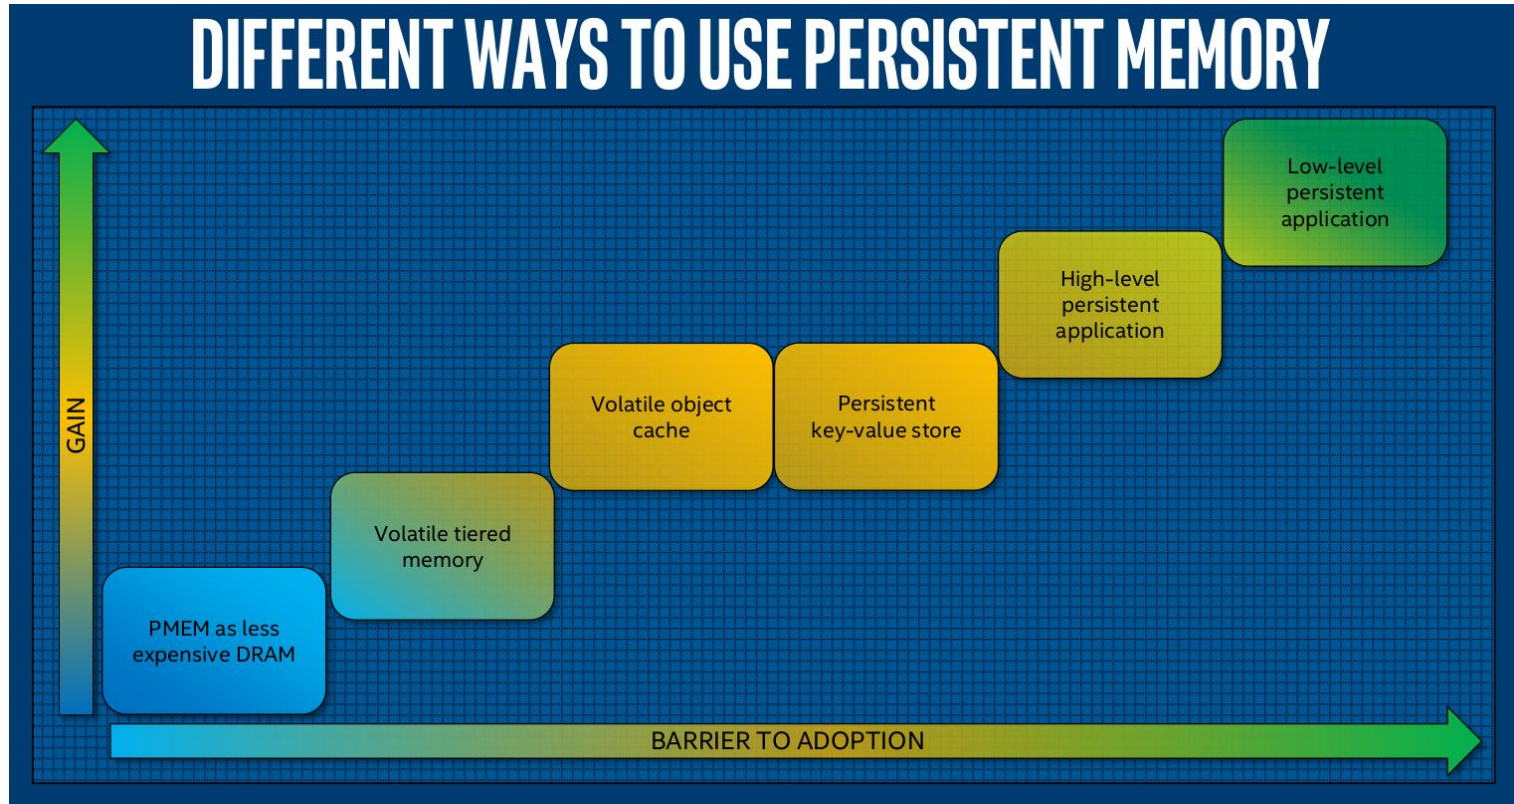 DIFFERENT WAYS TO USE PERSISTENT MEMORY
Low-level
persistent
application
High-level
persistent
application
Volatile object
cache
Persistent
key-value store
GAIN
Volatile tiered
memory
PMEM as less
expensive DRAM
BARRIER TO ADOPTION